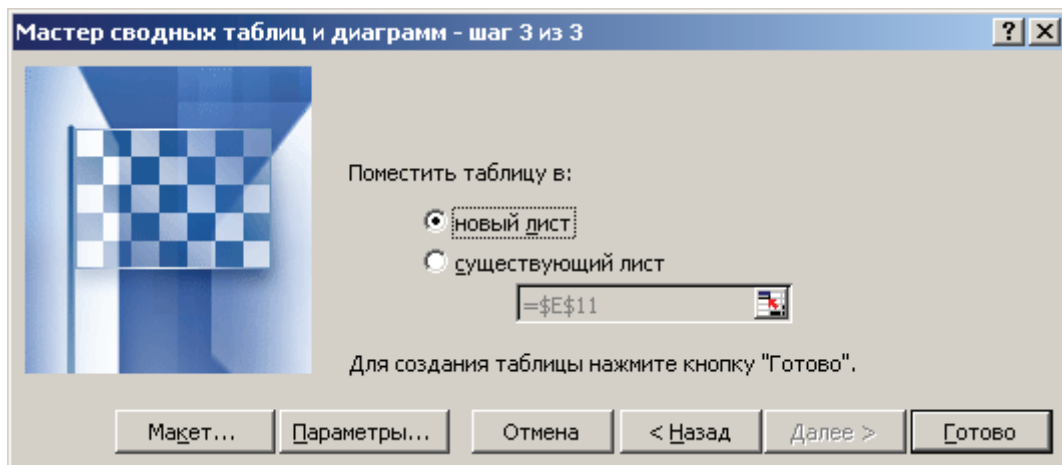 Мастер сводных таблиц и диаграмм - шаг 3 из 3
Поместить таблицу в:
новый лист
существующий лист
=$E$11
Для создания таблицы нажмите кнопку "Готово".
Макет... Параметры... Отмена < Назад Далее > Готово